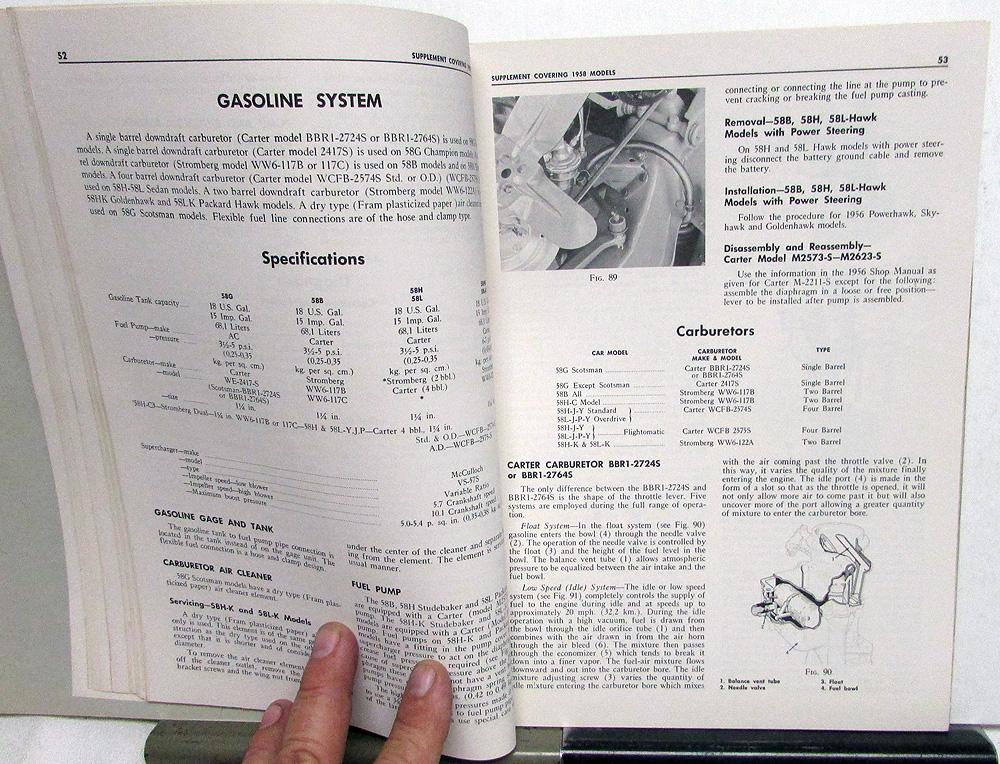 52
SUPPLEMENT COVERING
GASOLINE SYSTEM
A single barrel downdraft carburetor (Carter model BBR1-2724S or BBR1-2764S) is used on
models. A single barrel downdraft carburetor (Carter model 2417S) is used on 58G Champion
rel downdraft carburetor (Stromberg model WW6-117B or 117C) is used on 58B models and on
models. A four barrel downdraft carburetor (Carter model WCFB-2574S Std. or O.D.)
used on 58H-58L Sedan models. A two barrel downdraft carburetor (Stromberg model WW6-122A)
58HK Goldenhawk and 58LK Packard Hawk models. A dry type (Fram plasticized paper )air
used on 58G Scotsman models. Flexible fuel line connections are of the hose and clamp type.
Specifications
58H
58G 58B 58L
Gasoline Tank capacity 18 U.S. Gal. 18 U.S. Gal. 18 U.S. Gal.
15 Imp. Gal. 15 Imp. Gal. 15 Imp. Gal.
68,1 Liters 68,1 Liters 68,1 Liters
Fuel Pump—make AC Carter Carter
—pressure 3½-5 p.s.i. 3½-5 p.s.i. 3½-5 p.s.i.
(0,25-0,35 (0,25-0,35 (0,25-0,35
kg. per sq. cm.) kg. per sq. cm.) kg. per sq. cm.)
Carburetor—make Carter Stromberg *Stromberg (2 bbl.)
—model WE-2417-S WW6-117B Carter (4 bbl.)
(Scotsman-BBR1-2724S WW6-117C *
or BBR1-2764S)
—size 1¼ in. 1¼ in. 1¼ in.
*58H-C3—Stromberg Dual—1¼ in. WW6-117B or 117C—58H & 58L-Y,J,P—Carter 4 bbl., 1¼ in.
Std. & O.D.—WCFB-
A.D.—WCFB-2575-S
Supercharger—make McCulloch
—model VS-57S
—type Variable Ratio
—Impeller speed—low blower 5.7 Crankshaft speed
—Impeller speed—high blower 10.1 Crankshaft speed
—Maximum boost pressure 5.0-5.4 p. sq. in. (0,35-0,38
GASOLINE GAGE AND TANK
The gasoline tank to fuel pump pipe connection is
located in the tank instead of on the gage unit. The
flexible fuel connection is a hose and clamp design.
CARBURETOR AIR CLEANER
58G Scotsman models have a dry type (Fram plas-
ticized paper) air cleaner element.
Servicing—58H-K and 58L-K Models
A dry type (Fram plasticized paper)
only is used. This element is of the same
struction as the dry type used on the
except that it is shorter and of
diameter.
To remove the air cleaner element
off the cleaner outlet, remove the
bracket screws and the wing nut from
under the center of the cleaner and
ing from the element. The element is
usual manner.
FUEL PUMP
The 58B, 58H Studebaker and 58L
are equipped with a Carter (model
pump. The 58H-K Studebaker and
models are equipped with a Carter
pump. Fuel pumps on 58H-K and
models have a fitting in the pump
percharger pressure to act on the
53
SUPPLEMENT COVERING 1958 MODELS
FIG. 89
connecting or connecting the line at the pump to pre-
vent cracking or breaking the fuel pump casting.
Removal—58B, 58H, 58L-Hawk
Models with Power Steering
On 58H and 58L Hawk models with power steer-
ing disconnect the battery ground cable and remove
the battery.
Installation—58B, 58H, 58L-Hawk
Models with Power Steering
Follow the procedure for 1956 Powerhawk, Sky-
hawk and Goldenhawk models.
Disassembly and Reassembly—
Carter Model M2573-S—M2623-S
Use the information in the 1956 Shop Manual as
given for Carter M-2211-S except for the following:
assemble the diaphragm in a loose or free position—
lever to be installed after pump is assembled.
Carburetors
CAR MODEL CARBURETOR MAKE & MODEL TYPE
58G Scotsman Carter BBR1-2724S Single Barrel
or BBR1-2764S
58G Except Scotsman Carter 2417S Single Barrel
58B All Stromberg WW6-117B Two Barrel
58H-C Model Stromberg WW6-117B Two Barrel
58H-J-Y Standard } Carter WCFB-2574S Four Barrel
58L-J-P-Y Overdrive }
58H-J-Y } Flightomatic Carter WCFB 2575S Four Barrel
58L-J-P-Y }
58H-K & 58L-K Stromberg WW6-122A Two Barrel
CARTER CARBURETOR BBR1-2724S
or BBR1-2764S
The only difference between the BBR1-2724S and
BBR1-2764S is the shape of the throttle lever. Five
systems are employed during the full range of opera-
tion.
Float System—In the float system (see Fig. 90)
gasoline enters the bowl (4) through the needle valve
(2). The operation of the needle valve is controlled by
the float (3) and the height of the fuel level in the
bowl. The balance vent tube (1) allows atmospheric
pressure to be equalized between the air intake and the
fuel bowl.
Low Speed (Idle) System—The idle or low speed
system (see Fig. 91) completely controls the supply of
fuel to the engine during idle and at speeds up to
approximately 20 mph. (32,2 km.). During the idle
operation with a high vacuum, fuel is drawn from
the bowl through the idle orifice tube (1) and then
combines with the air drawn in from the air horn
through the air bleed (6). The mixture then passes
through the economizer (5) which tends to break it
down into a finer vapor. The fuel-air mixture flows
downward and out into the carburetor bore. The idle
mixture adjusting screw (3) varies the quantity of
idle mixture entering the carburetor bore which mixes
with the air coming past the throttle valve (2). In
this way, it varies the quality of the mixture finally
entering the engine. The idle port (4) is made in the
form of a slot so that as the throttle is opened, it will
not only allow more air to come past it but will also
uncover more of the port allowing a greater quantity
of mixture to enter the carburetor bore.
FIG. 90
1. Balance vent tube 3. Float
2. Needle valve 4. Fuel bowl